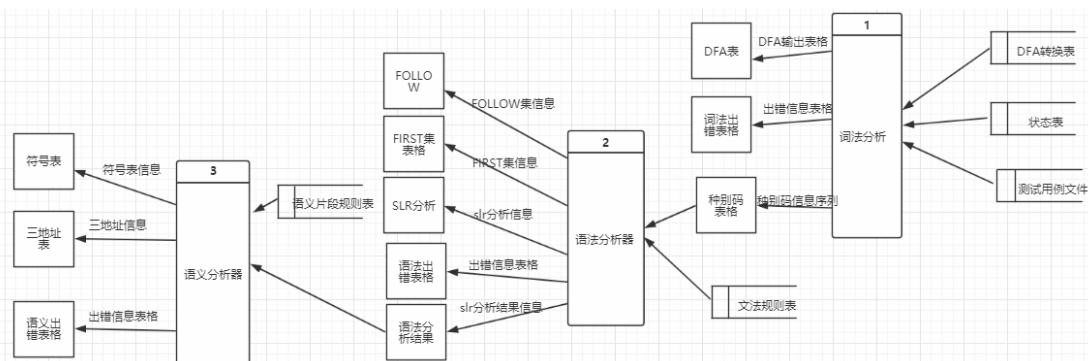 1
DFA表
DFA输出表格
DFA转换表
词法出
错表格
出错信息表格
词法分析
状态表
测试用例文件
种别码
表格
种别码信息序列
2
FOLLO
W
FOLLOW集信息
FIRST集
表格
FIRST集信息
SLR分析
slr分析信息
语法分析器
语法出
错表格
出错信息表格
语法分
析结果
slr分析结果信息
文法规则表
3
符号表
符号表信息
语义片段规则表
三地址
表
三地址信息
语义分析器
语义出
错表格
出错信息表格